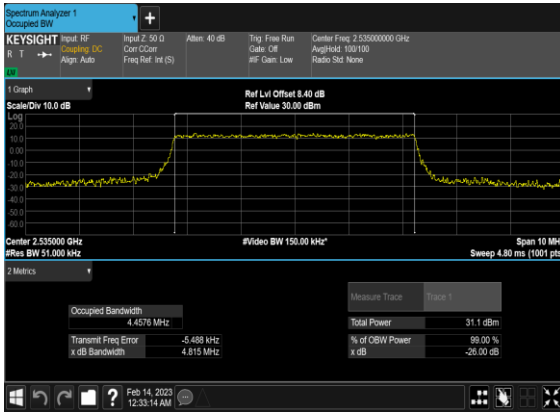 Spectrum Analyzer 1
Occupied BW
+
KEYSIGHT
R T
LW
Input: RF
Coupling: DC
Align: Auto
Input Z: 50 Ω
Corr CCorr
Freq Ref: Int (S)
Atten: 40 dB
Trig: Free Run
Gate: Off
#IF Gain: Low
Center Freq: 2.535000000 GHz
Avg|Hold: 100/100
Radio Std: None
1 Graph
Scale/Div 10.0 dB
Ref Lvl Offset 8.40 dB
Ref Value 30.00 dBm
Log
20.0
10.0
0.00
-10.0
-20.0
-30.0
-40.0
-50.0
-60.0
Center 2.535000 GHz
#Res BW 51.000 kHz
#Video BW 150.00 kHz*
Span 10 MH
Sweep 4.80 ms (1001 pts
2 Metrics
Measure Trace
Trace 1
Occupied Bandwidth
4.4576 MHz
Total Power
31.1 dBm
Transmit Freq Error
-5.488 kHz
% of OBW Power
99.00 %
x dB Bandwidth
4.815 MHz
x dB
-26.00 dB
?
Feb 14, 2023
12:33:14 AM